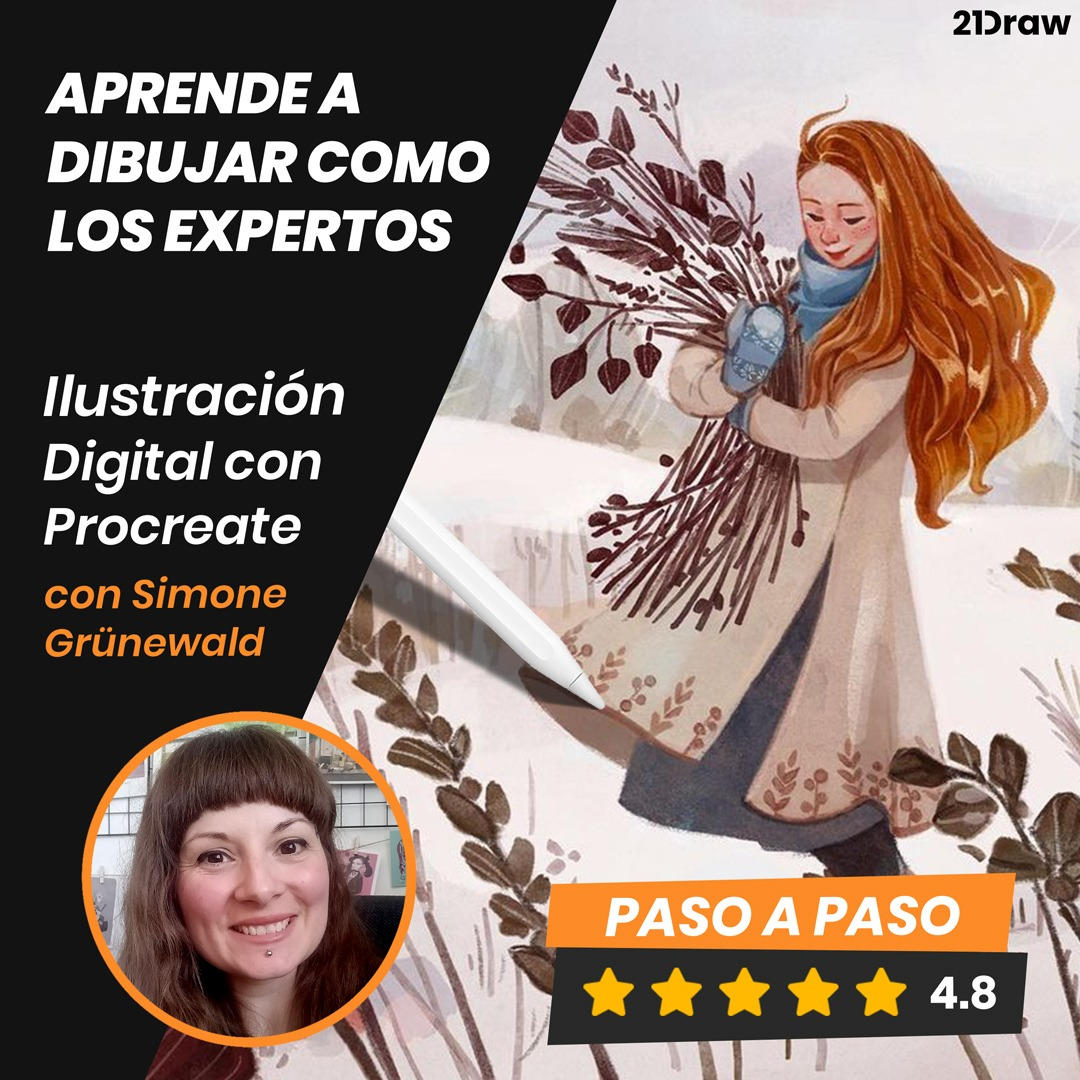 21Draw
APRENDE A
DIBUJAR COMO
LOS EXPERTOS
Ilustración
Digital con
Procreate
con Simone
Grünewald
PASO A PASO
4.8